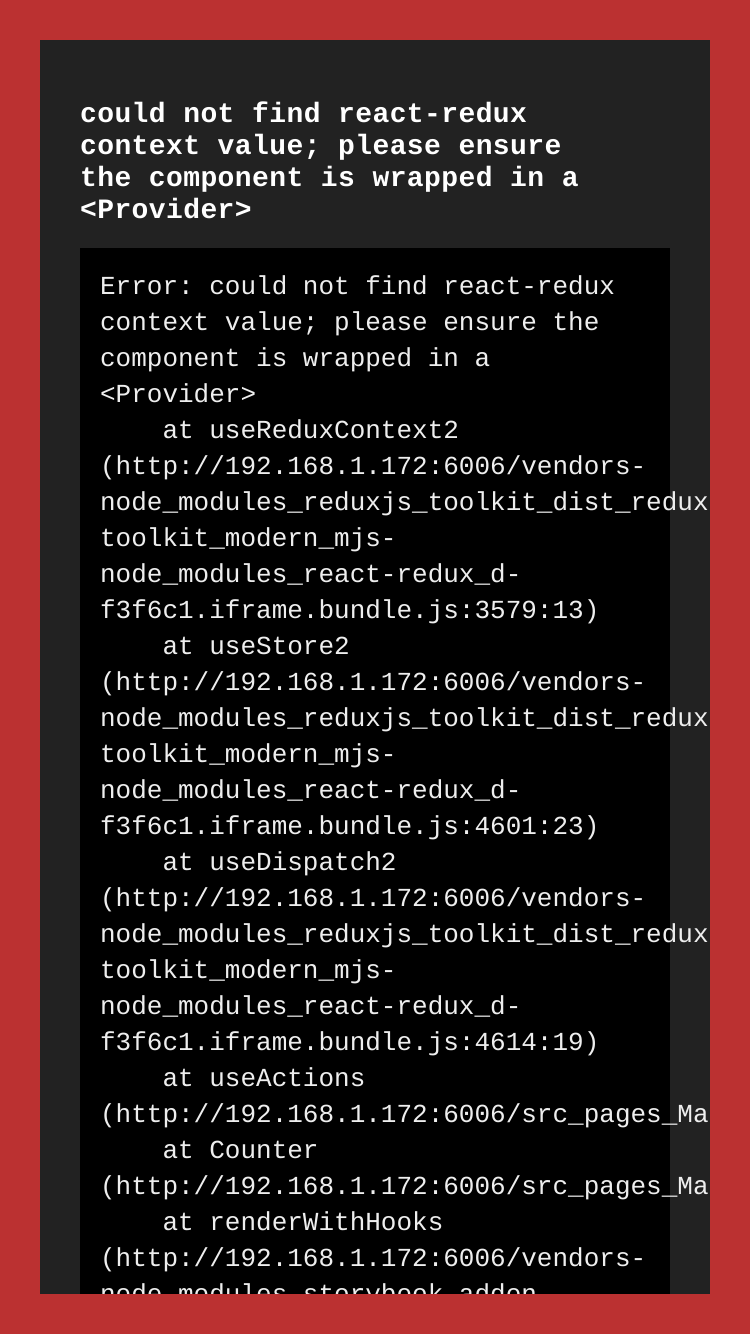 could not find react-redux
context value; please ensure
the component is wrapped in a
<Provider>
Error: could not find react-redux
context value; please ensure the
component is wrapped in a
<Provider>
    at useReduxContext2
(http://192.168.1.172:6006/vendors-
node_modules_reduxjs_toolkit_dist_redux
toolkit_modern_mjs-
node_modules_react-redux_d-
f3f6c1.iframe.bundle.js:3579:13)
    at useStore2
(http://192.168.1.172:6006/vendors-
node_modules_reduxjs_toolkit_dist_redux
toolkit_modern_mjs-
node_modules_react-redux_d-
f3f6c1.iframe.bundle.js:4601:23)
    at useDispatch2
(http://192.168.1.172:6006/vendors-
node_modules_reduxjs_toolkit_dist_redux
toolkit_modern_mjs-
node_modules_react-redux_d-
f3f6c1.iframe.bundle.js:4614:19)
    at useActions
(http://192.168.1.172:6006/src_pages_Ma
    at Counter
(http://192.168.1.172:6006/src_pages_Ma
    at renderWithHooks
(http://192.168.1.172:6006/vendors-
node_modules_storybook_addon